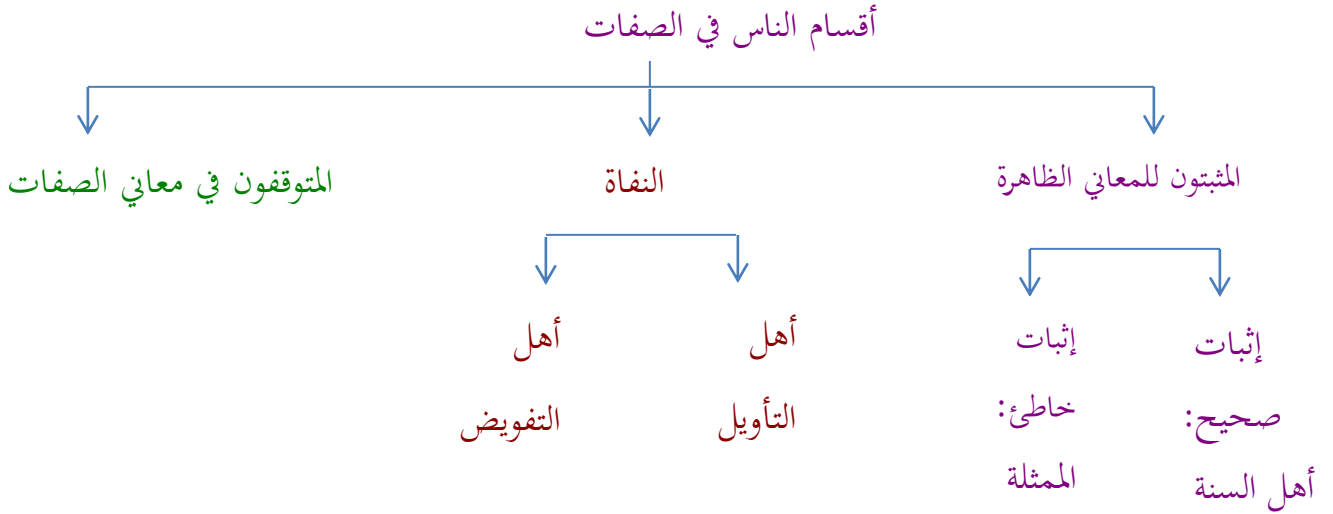 أقسام الناس في الصفات
المثبتون للمعاني الظاهرة
النفاة
المتوقفون في معاني الصفات
إثبات
صحيح:
أهل السنة
إثبات
خاطئ:
الممثلة
أهل
التأويل
أهل
التفويض